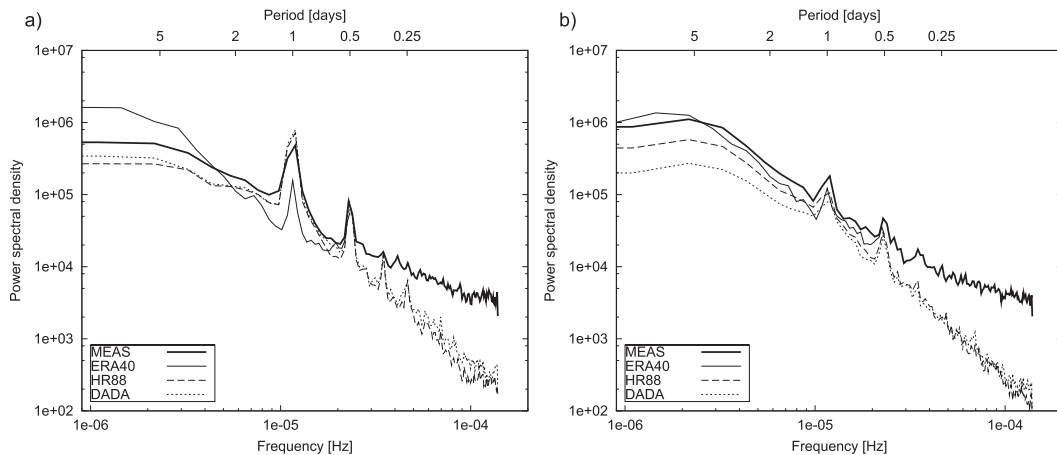 a)
Period [days]
5 2 1 0.5 0.25
1e+07
1e+06
1e+05
1e+04
1e+03
1e+02
Power spectral density
MEAS
ERA40
HR88
DADA
1e-06 1e-05 1e-04
Frequency [Hz]
b)
Period [days]
5 2 1 0.5 0.25
1e+07
1e+06
1e+05
1e+04
1e+03
1e+02
Power spectral density
MEAS
ERA40
HR88
DADA
1e-06 1e-05 1e-04
Frequency [Hz]